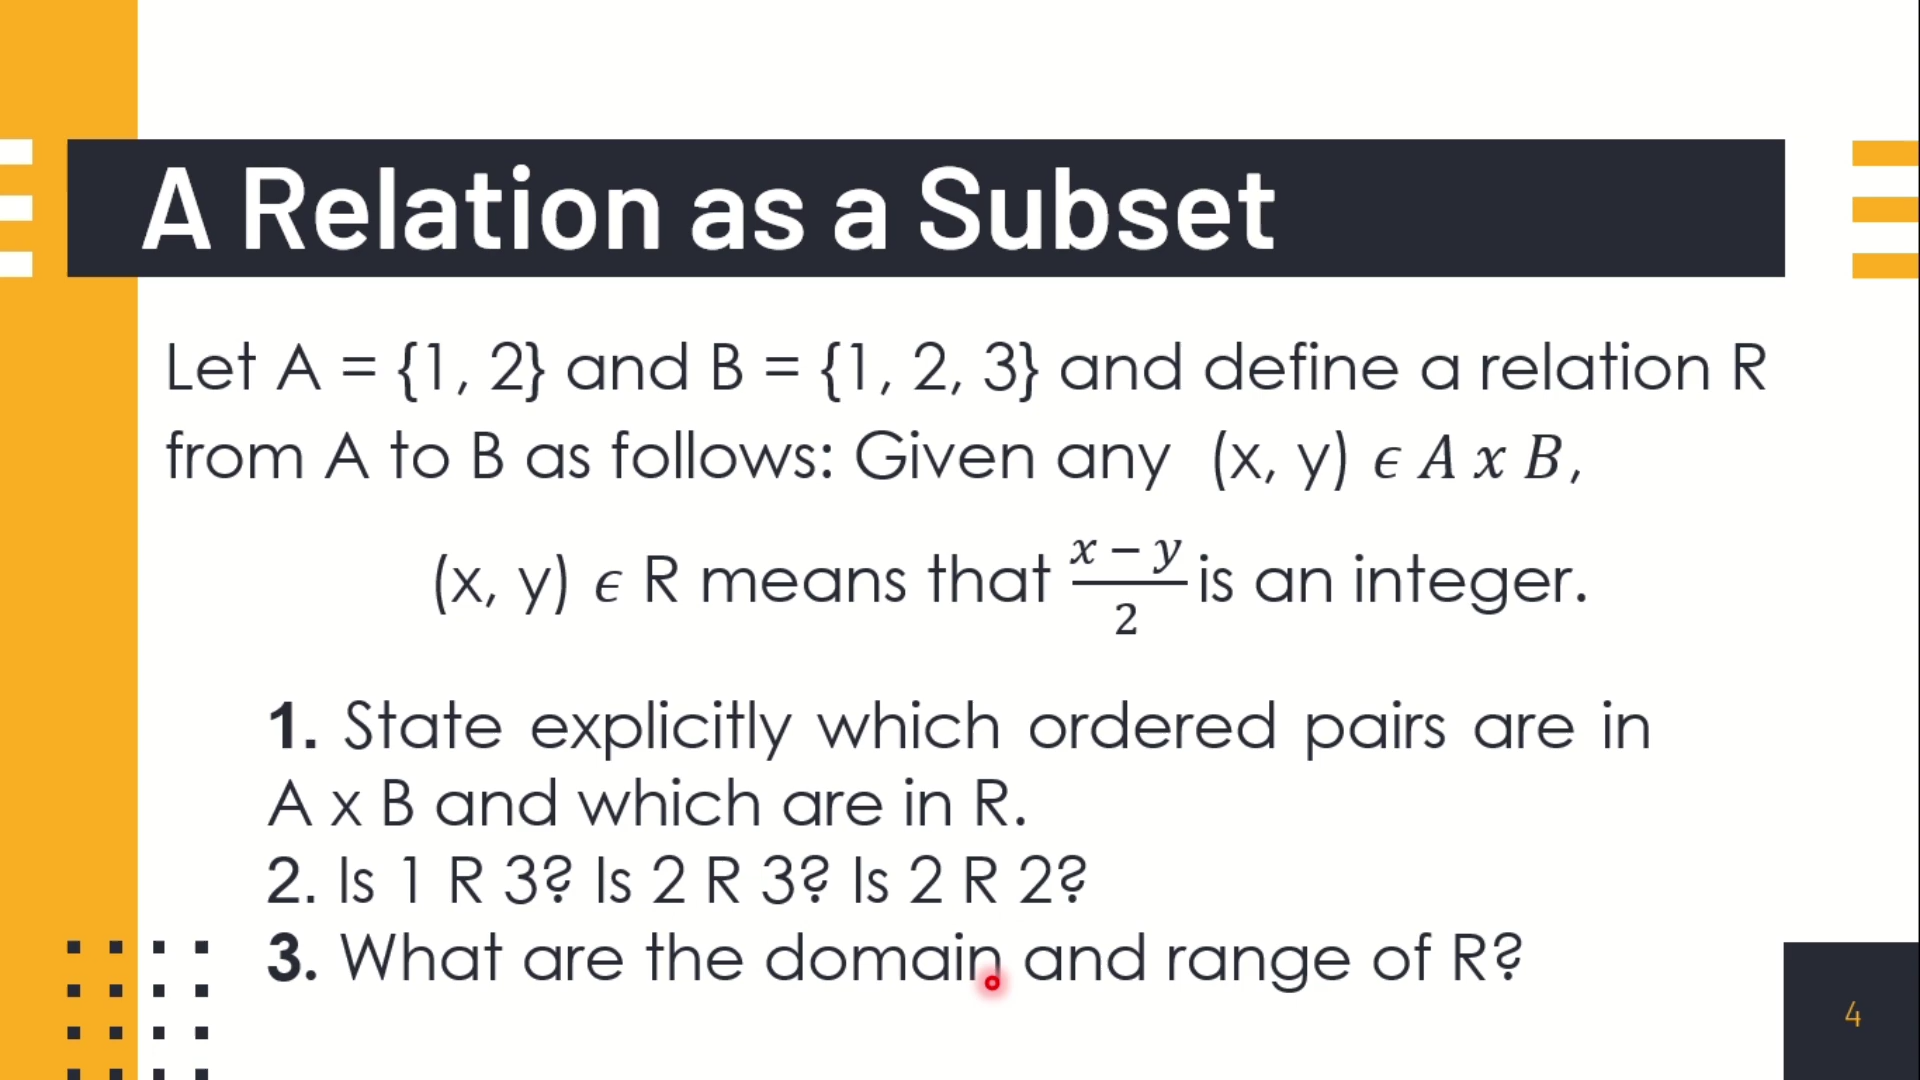 A Relation as a Subset
Let A = {1, 2} and B = {1, 2, 3} and define a relation R
from A to B as follows: Given any (x, y) ϵ A x B,
(x, y) ϵ R means that \frac{x − y}{2} is an integer.
1. State explicitly which ordered pairs are in
A x B and which are in R.
2. Is 1 R 3? Is 2 R 3? Is 2 R 2?
3. What are the domain and range of R?
4